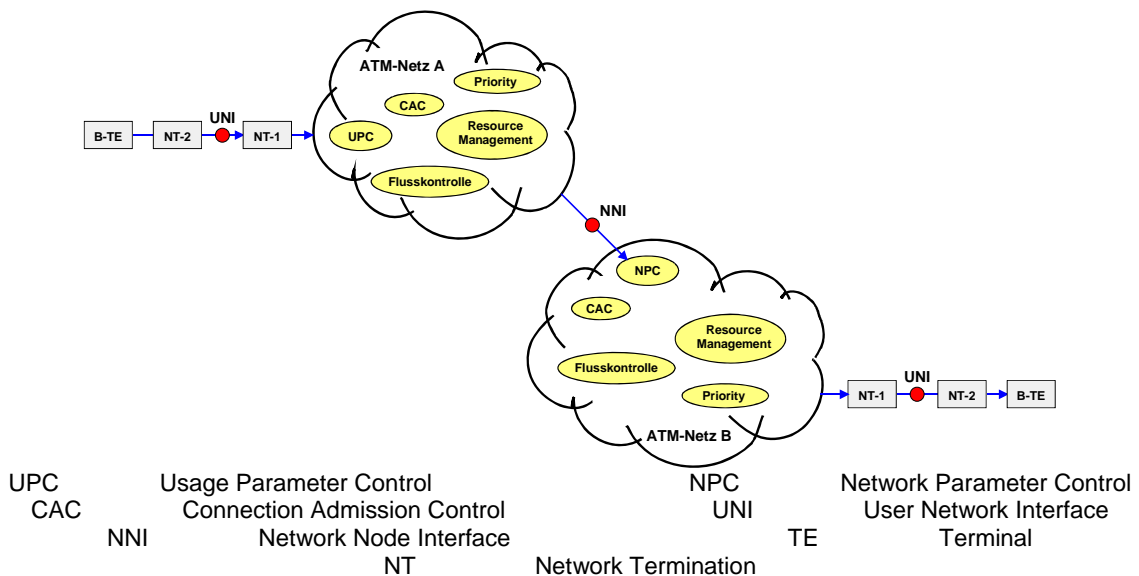 ATM-Netz A
Priority
CAC
UNI
Resource
Management
B-TE
NT-2
NT-1
UPC
Flusskontrolle
NNI
NPC
CAC
Resource
Management
Flusskontrolle
UNI
Priority
NT-1
NT-2
B-TE
ATM-Netz B
UPC Usage Parameter Control NPC Network Parameter Control
CAC Connection Admission Control UNI User Network Interface
NNI Network Node Interface TE Terminal
NT Network Termination